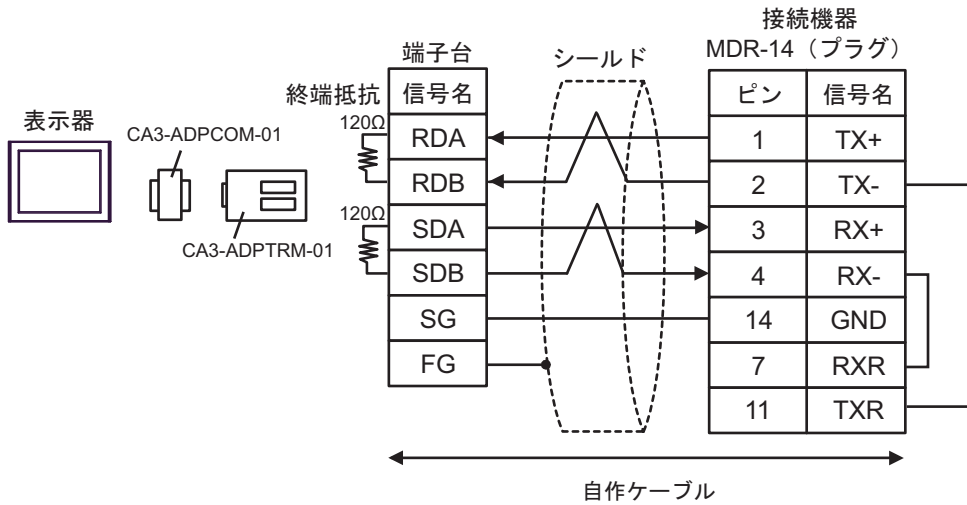 接続機器
端子台
シールド
MDR-14（プラグ）
終端抵抗
信号名
ピン
信号名
表示器
CA3-ADPCOM-01
120Ω
RDA
1
TX+
RDB
2
TX-
CA3-ADPTRM-01
120Ω
SDA
3
RX+
SDB
4
RX-
SG
14
GND
FG
7
RXR
11
TXR
自作ケーブル